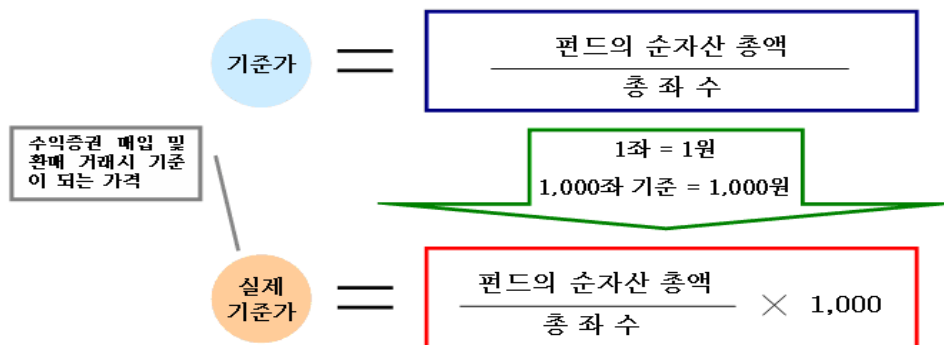 기준가
펀드의 순자산 총액
총 좌 수
수익증권 매입 및
환매 거래시 기준
이 되는 가격
1좌 = 1원
1,000좌 기준 = 1,000원
실제
기준가
펀드의 순자산 총액
총 좌 수
× 1,000